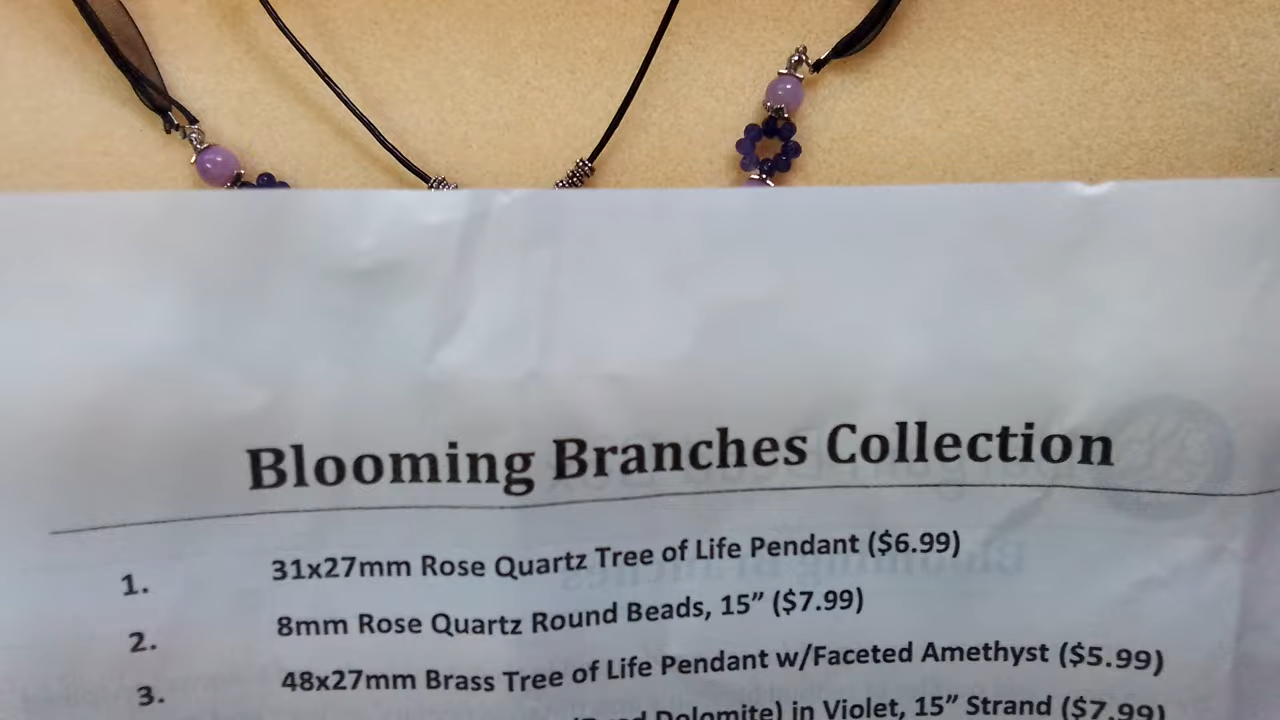 Blooming Branches Collection
1. 31x27mm Rose Quartz Tree of Life Pendant ($6.99)
2. 8mm Rose Quartz Round Beads, 15” ($7.99)
3. 48x27mm Brass Tree of Life Pendant w/Faceted Amethyst ($5.99)
Dolomite) in Violet, 15” Strand ($7.99)